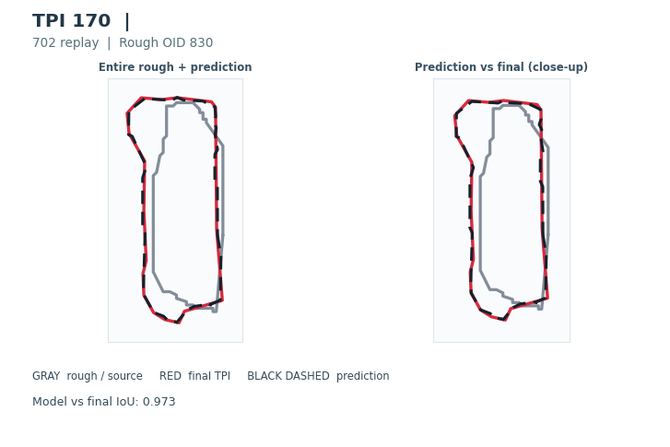 TPI 170 |
702 replay | Rough OID 830
Entire rough + prediction
Prediction vs final (close-up)
GRAY rough / source RED final TPI BLACK DASHED prediction
Model vs final IoU: 0.973